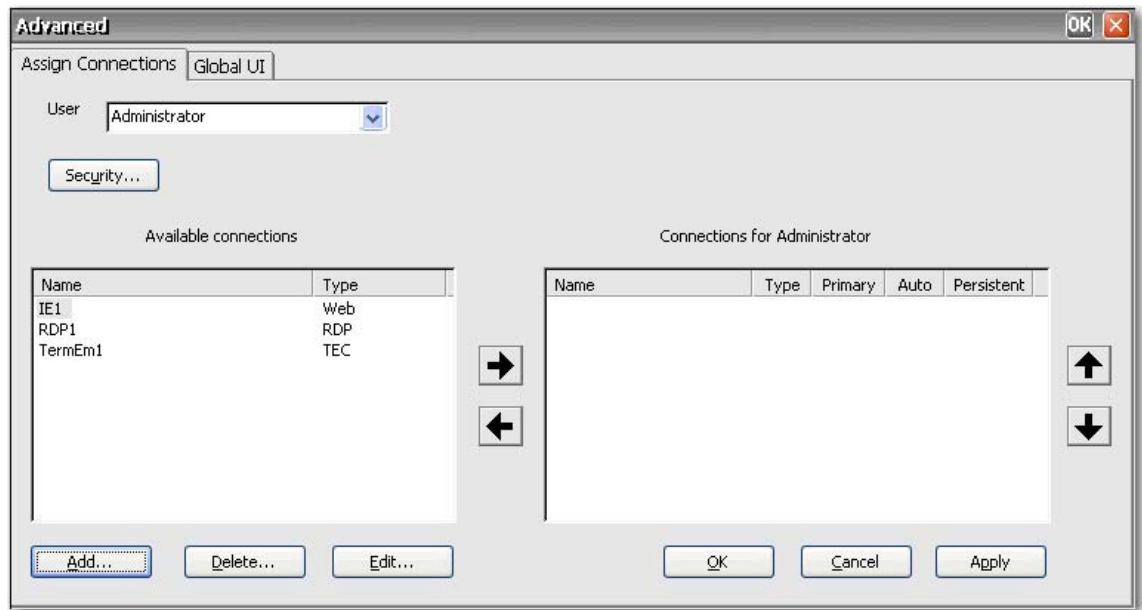 Advanced OK
Assign Connections Global UI
User Administrator
Security...
Available connections Connections for Administrator
Name Type Name Type Primary Auto Persistent
IE1 Web
RDP1 RDP
TermEm1 TEC
Add... Delete... Edit... OK Cancel Apply